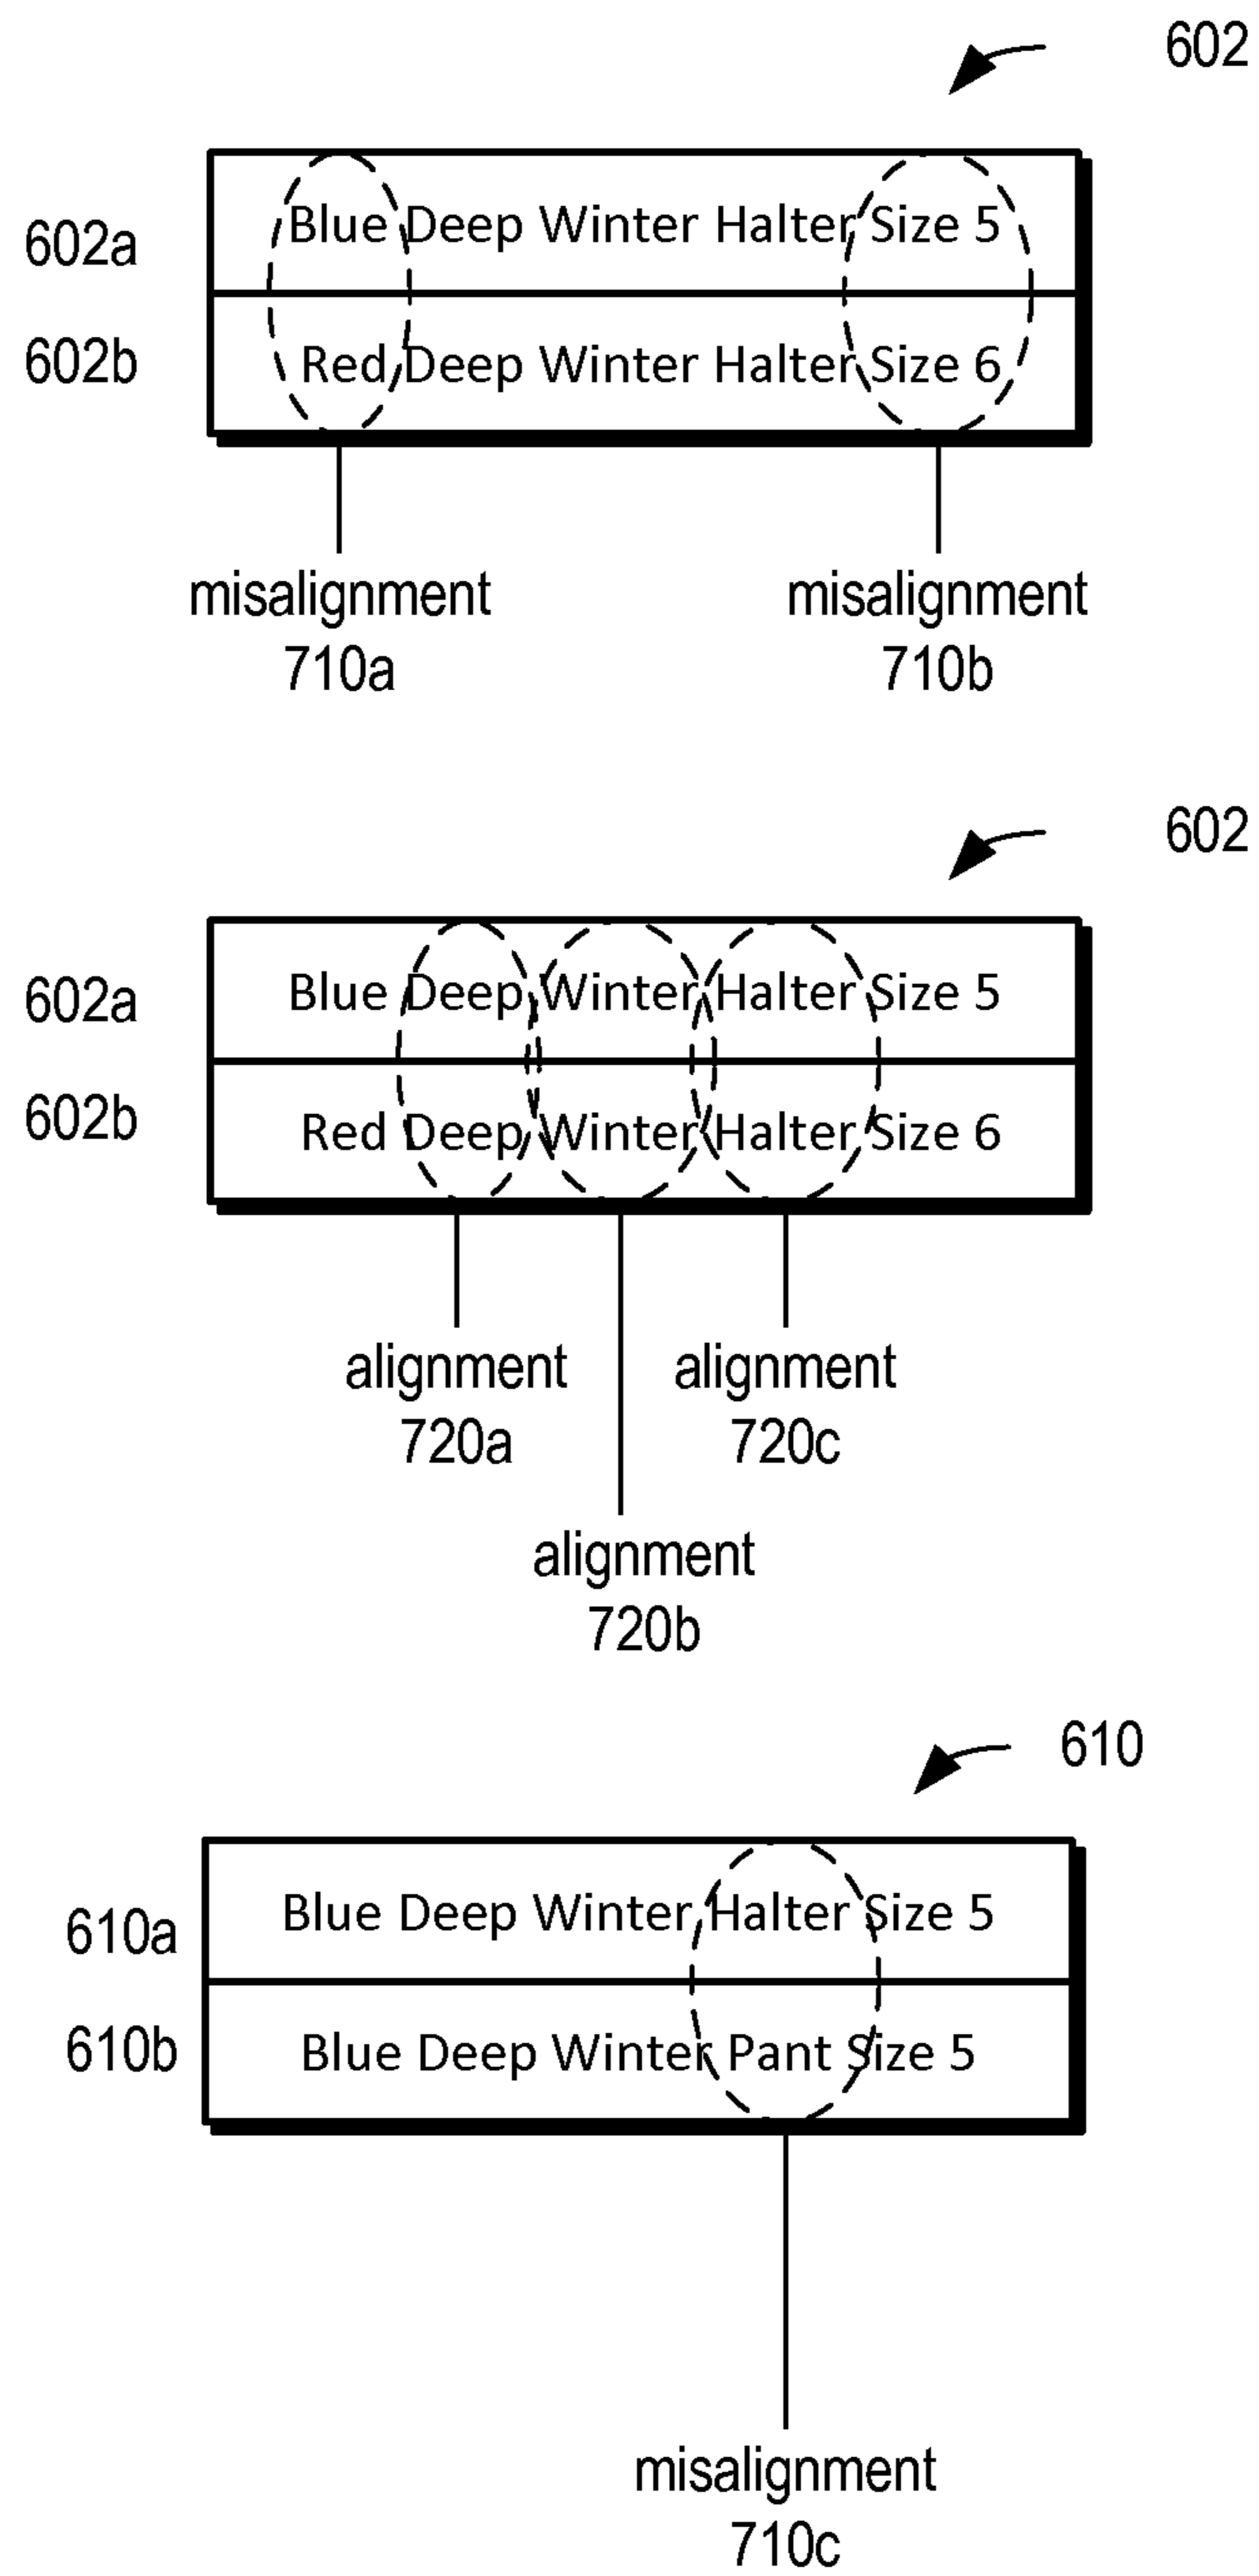 602
602a
Blue Deep Winter Halter Size 5
602b
Red Deep Winter Halter Size 6
misalignment
710a
misalignment
710b
602
602a
Blue Deep Winter Halter Size 5
602b
Red Deep Winter Halter Size 6
alignment
720a
alignment
720c
alignment
720b
610
610a
Blue Deep Winter Halter Size 5
610b
Blue Deep Winter Pant Size 5
misalignment
710c